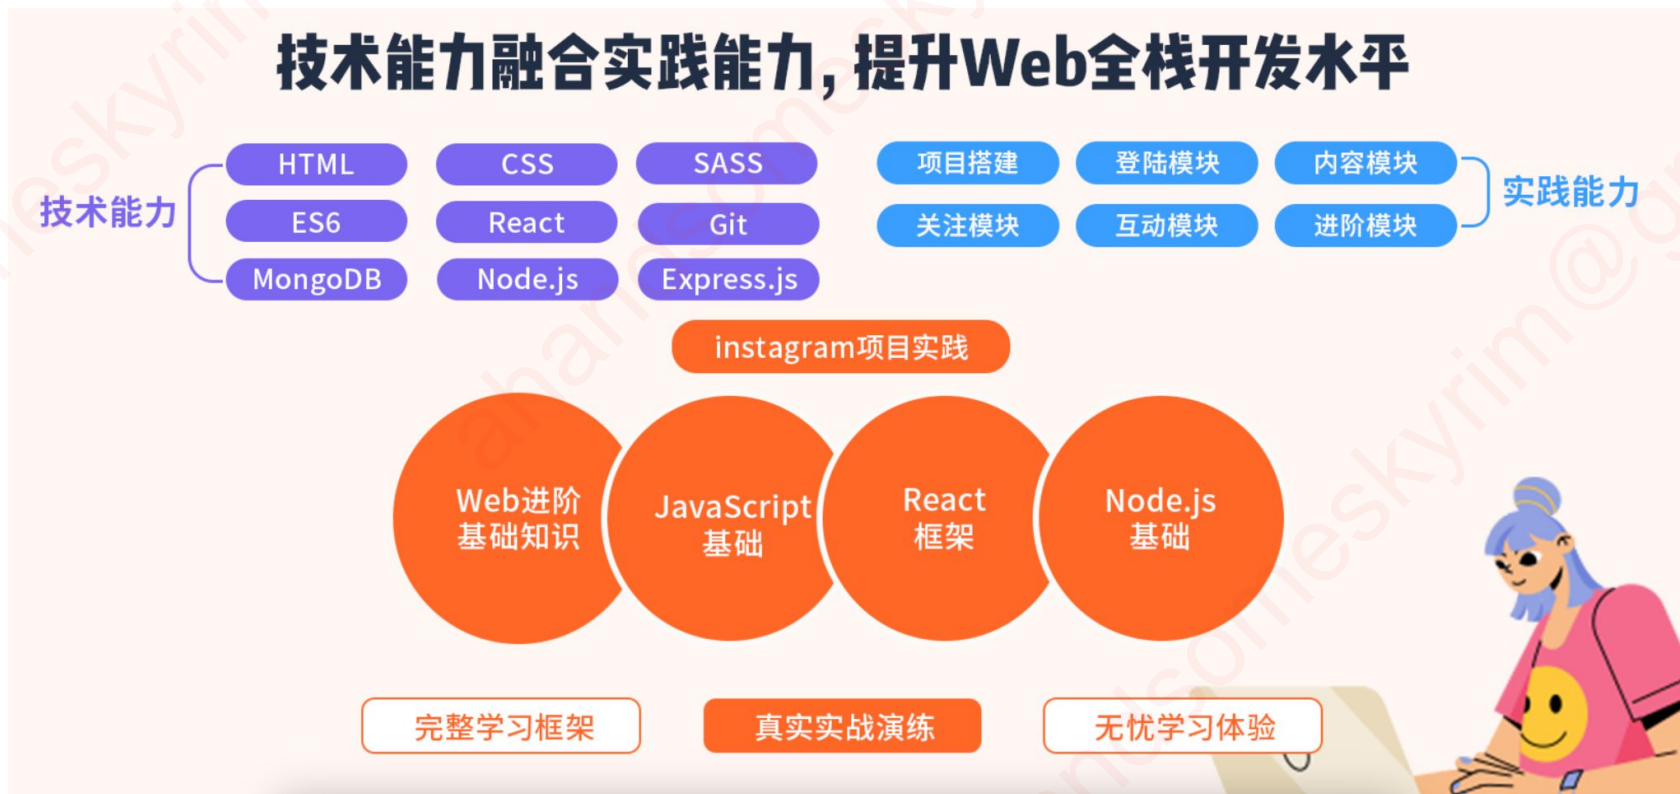 技术能力融合实践能力，提升Web全栈开发水平
技术能力
HTML
CSS
SASS
ES6
React
Git
MongoDB
Node.js
Express.js
项目搭建
登陆模块
内容模块
关注模块
互动模块
进阶模块
实践能力
instagram项目实践
Web进阶
基础知识
JavaScript
基础
React
框架
Node.js
基础
完整学习框架
真实实战演练
无忧学习体验